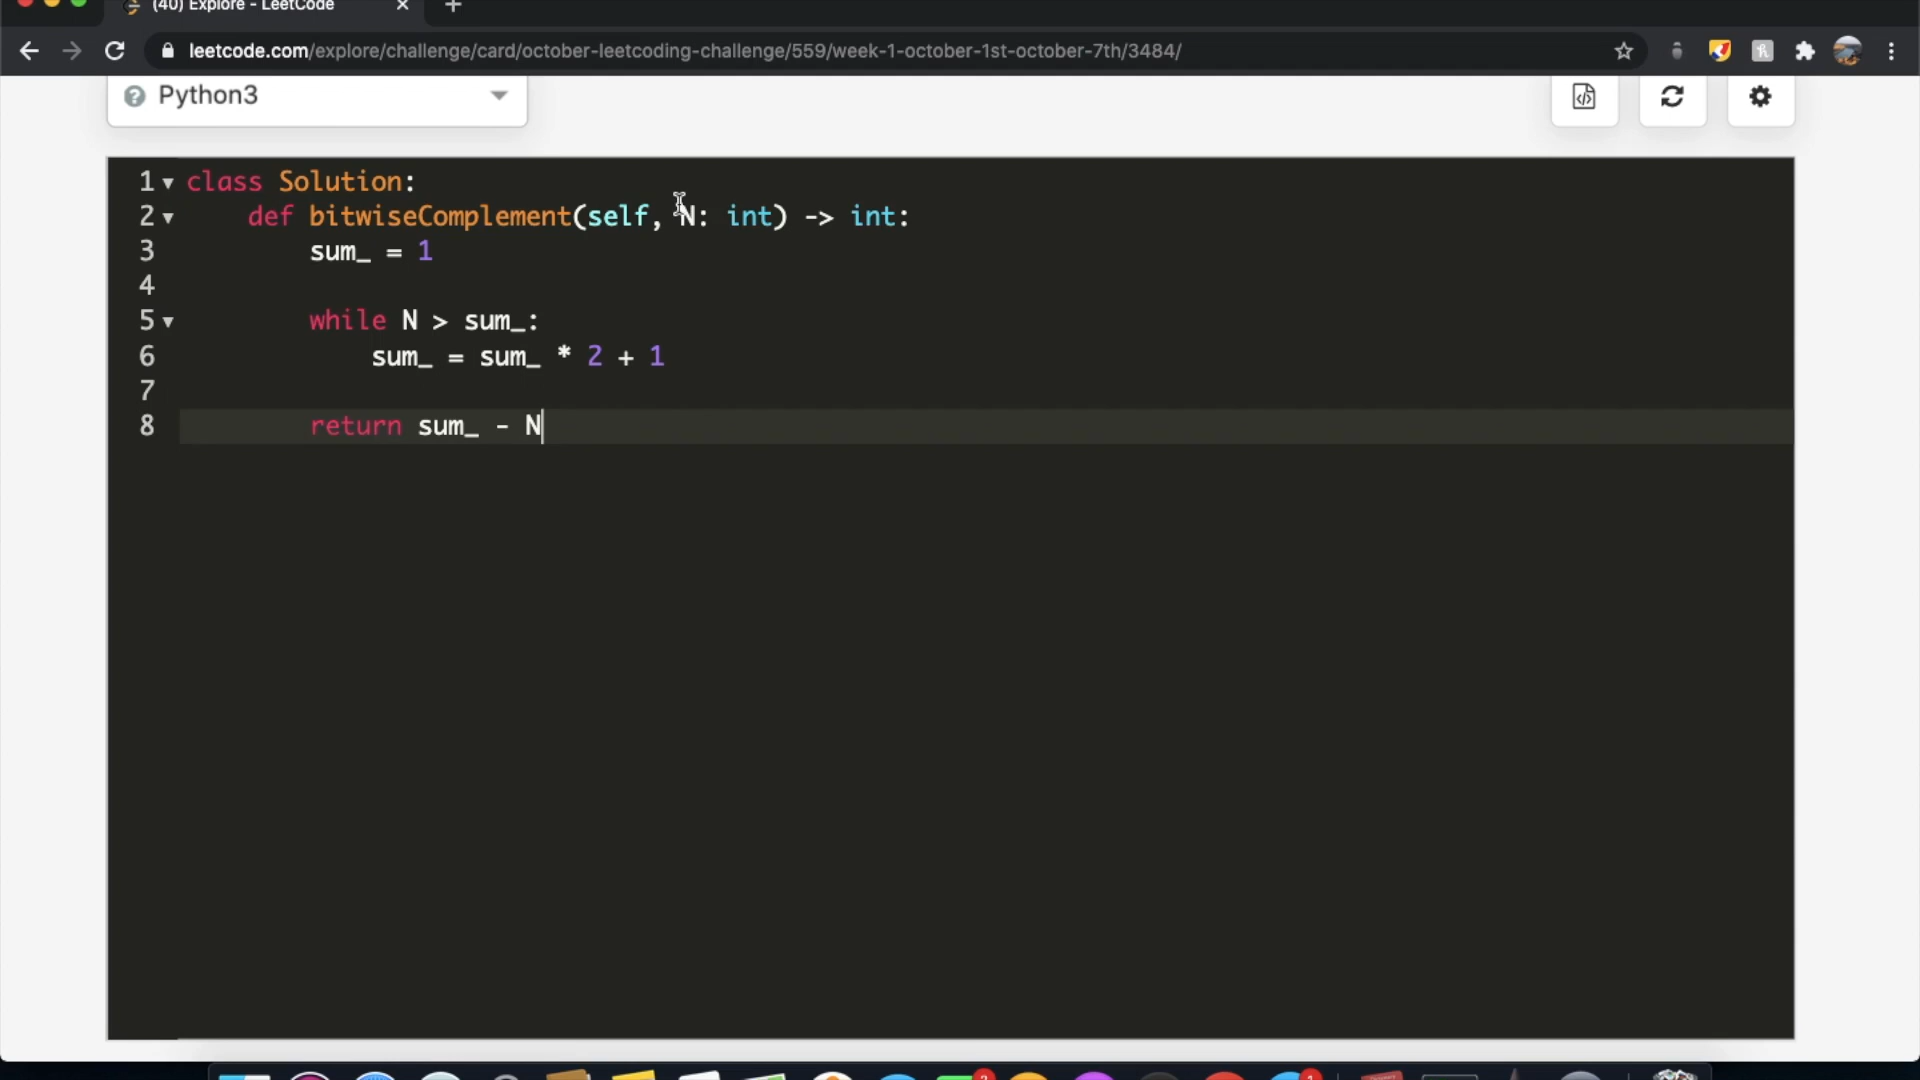 (40) Explore - LeetCode
leetcode.com/explore/challenge/card/october-leetcoding-challenge/559/week-1-october-1st-october-7th/3484/
Python3
1 class Solution:
2 def bitwiseComplement(self, N: int) -> int:
3 sum_ = 1
4
5 while N > sum_:
6 sum_ = sum_ * 2 + 1
7
8 return sum_ - N